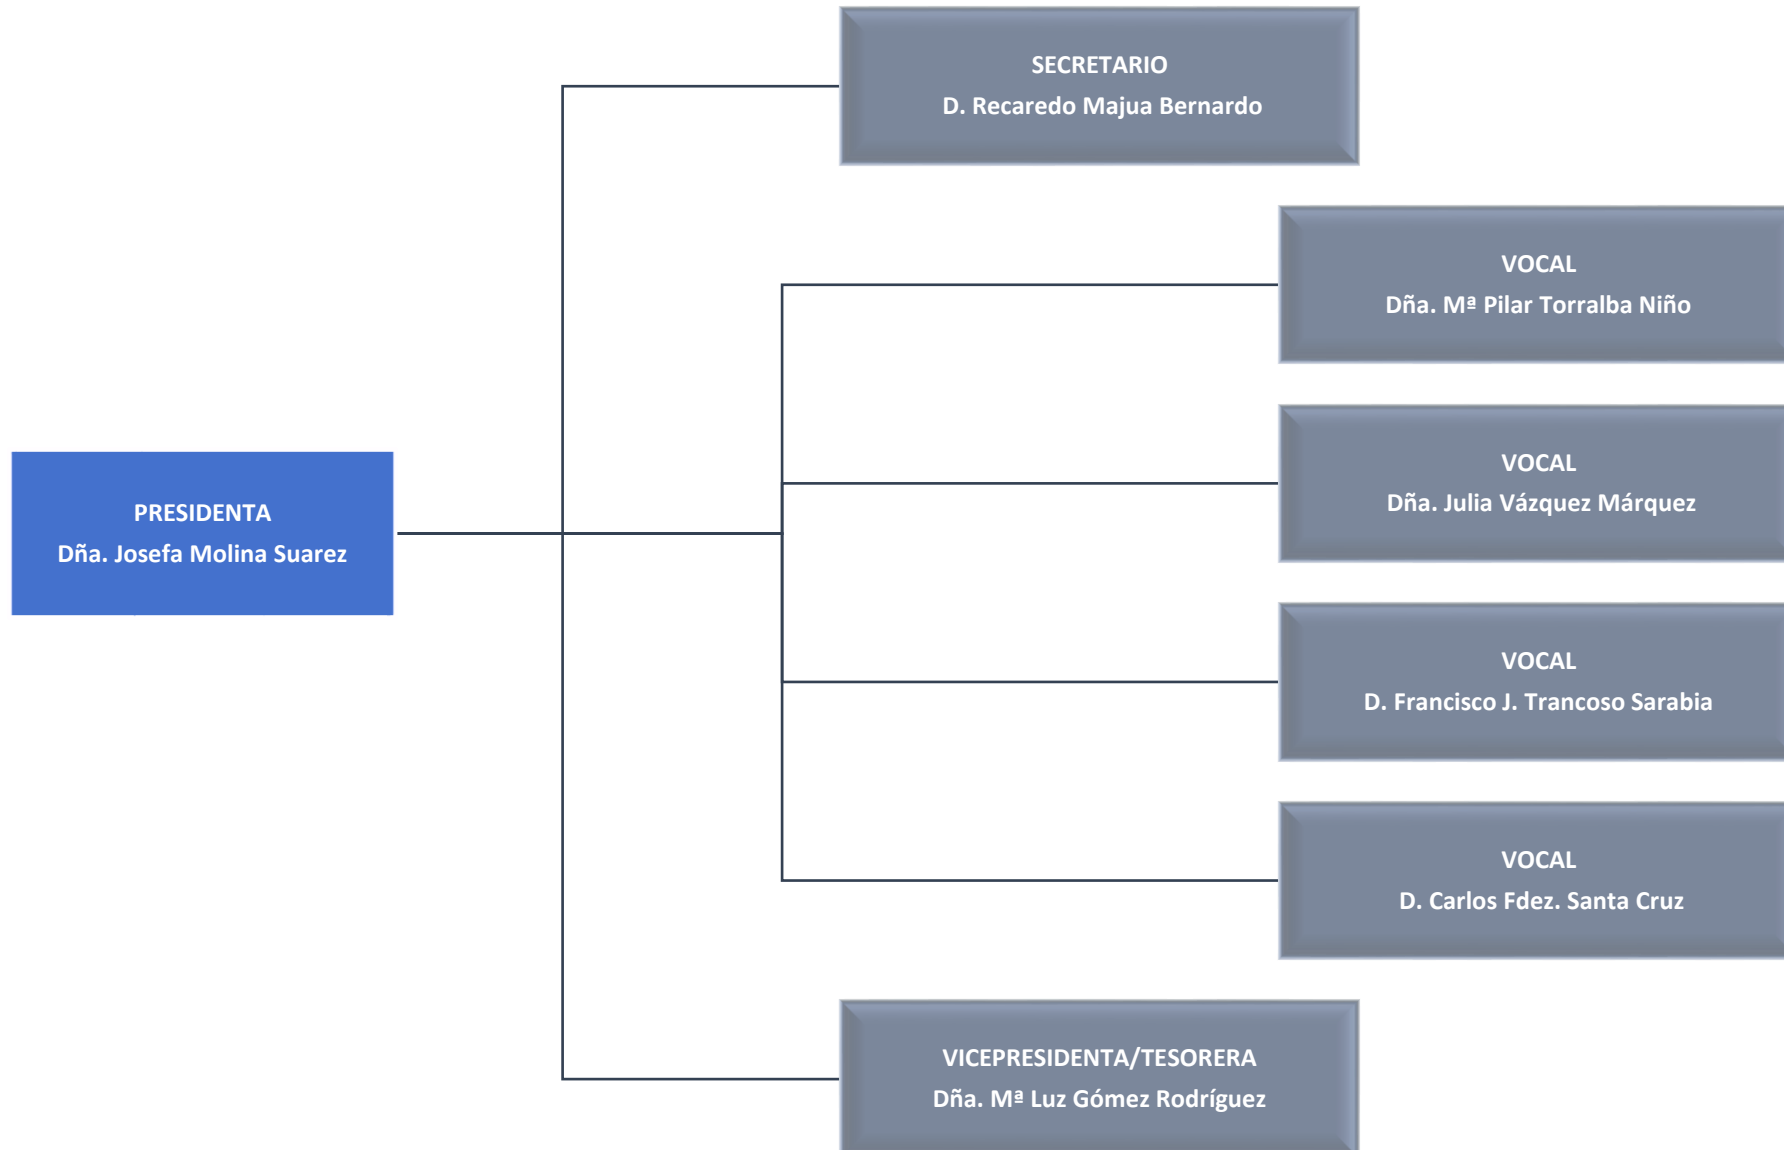 SECRETARIO
D. Recaredo Majua Bernardo
VOCAL
Dña. Mª Pilar Torralba Niño
VOCAL
Dña. Julia Vázquez Márquez
PRESIDENTA
Dña. Josefa Molina Suarez
VOCAL
D. Francisco J. Trancoso Sarabia
VOCAL
D. Carlos Fdez. Santa Cruz
VICEPRESIDENTA/TESORERA
Dña. Mª Luz Gómez Rodríguez